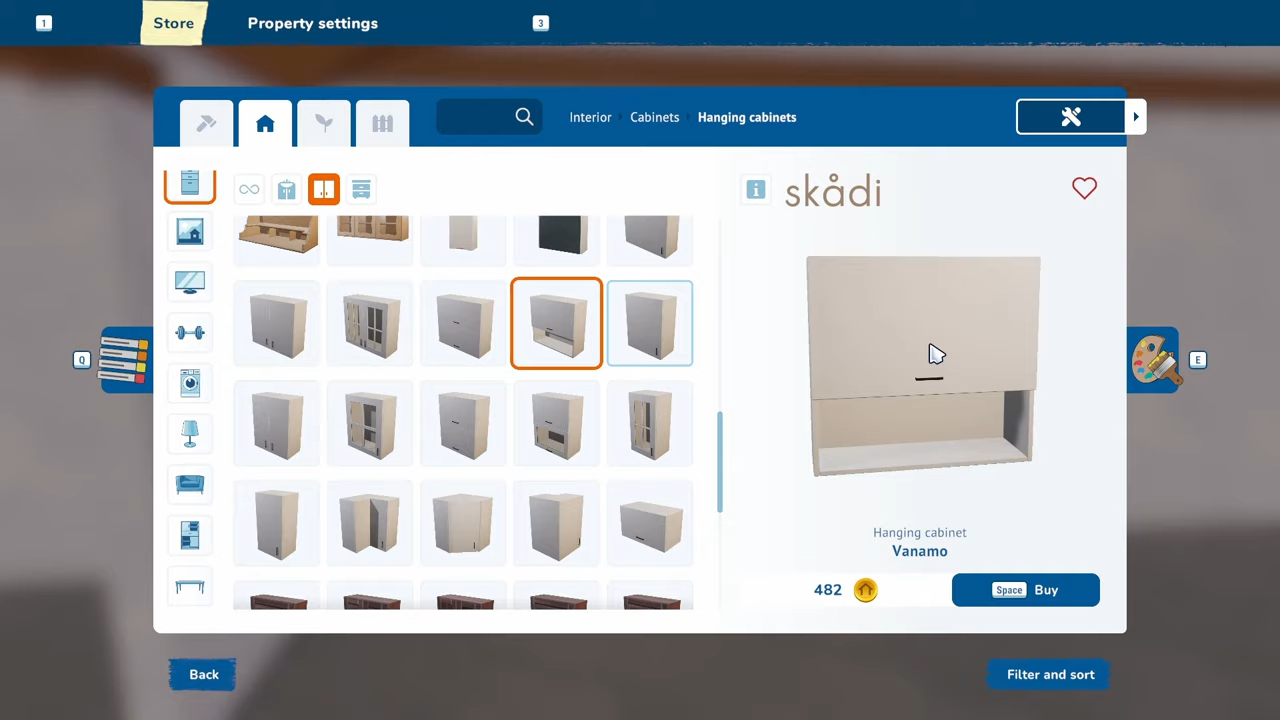 1
Store
Property settings
3
Interior
Cabinets
Hanging cabinets
skådi
Q
E
Hanging cabinet
Vanamo
482
Space
Buy
Back
Filter and sort